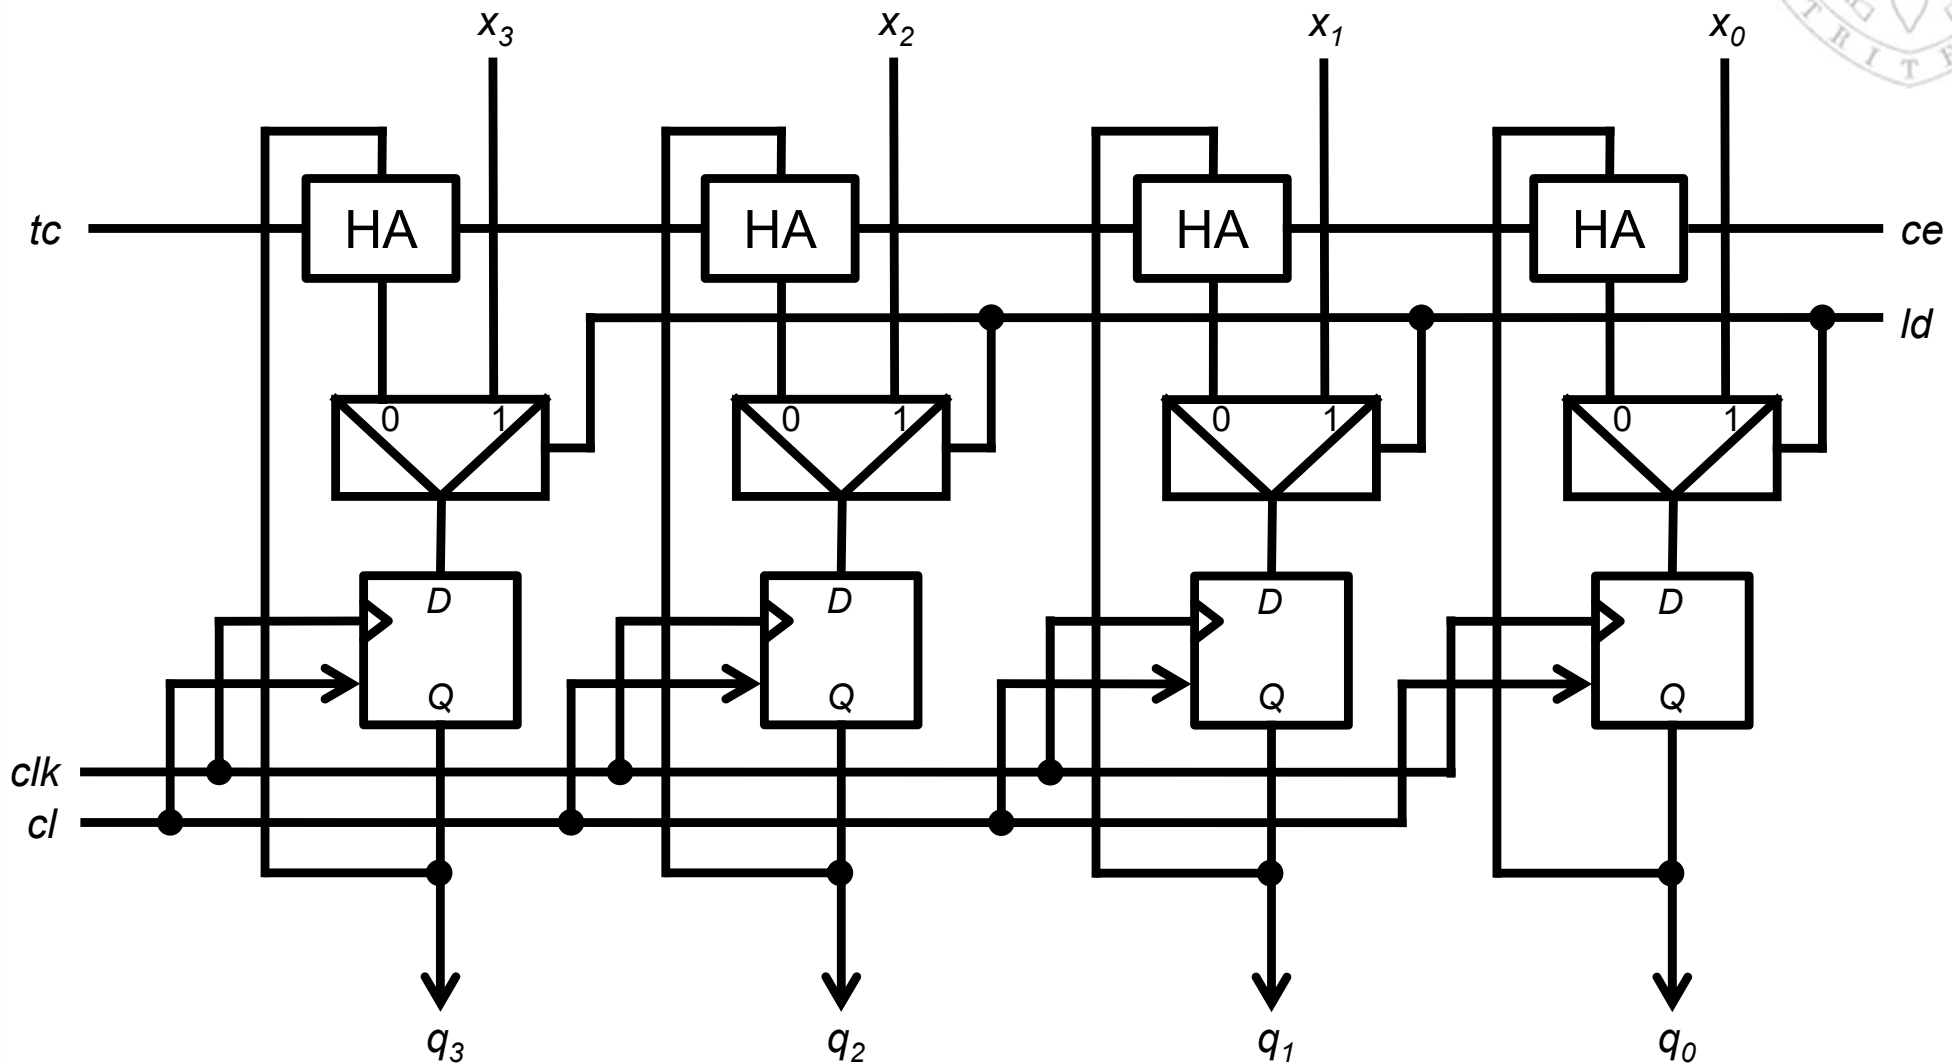 x3 x2 x1 x0
tc HA HA HA HA ce
ld
0 1 0 1 0 1 0 1
D D D D
Q Q Q Q
clk
cl
q3 q2 q1 q0
T R I T